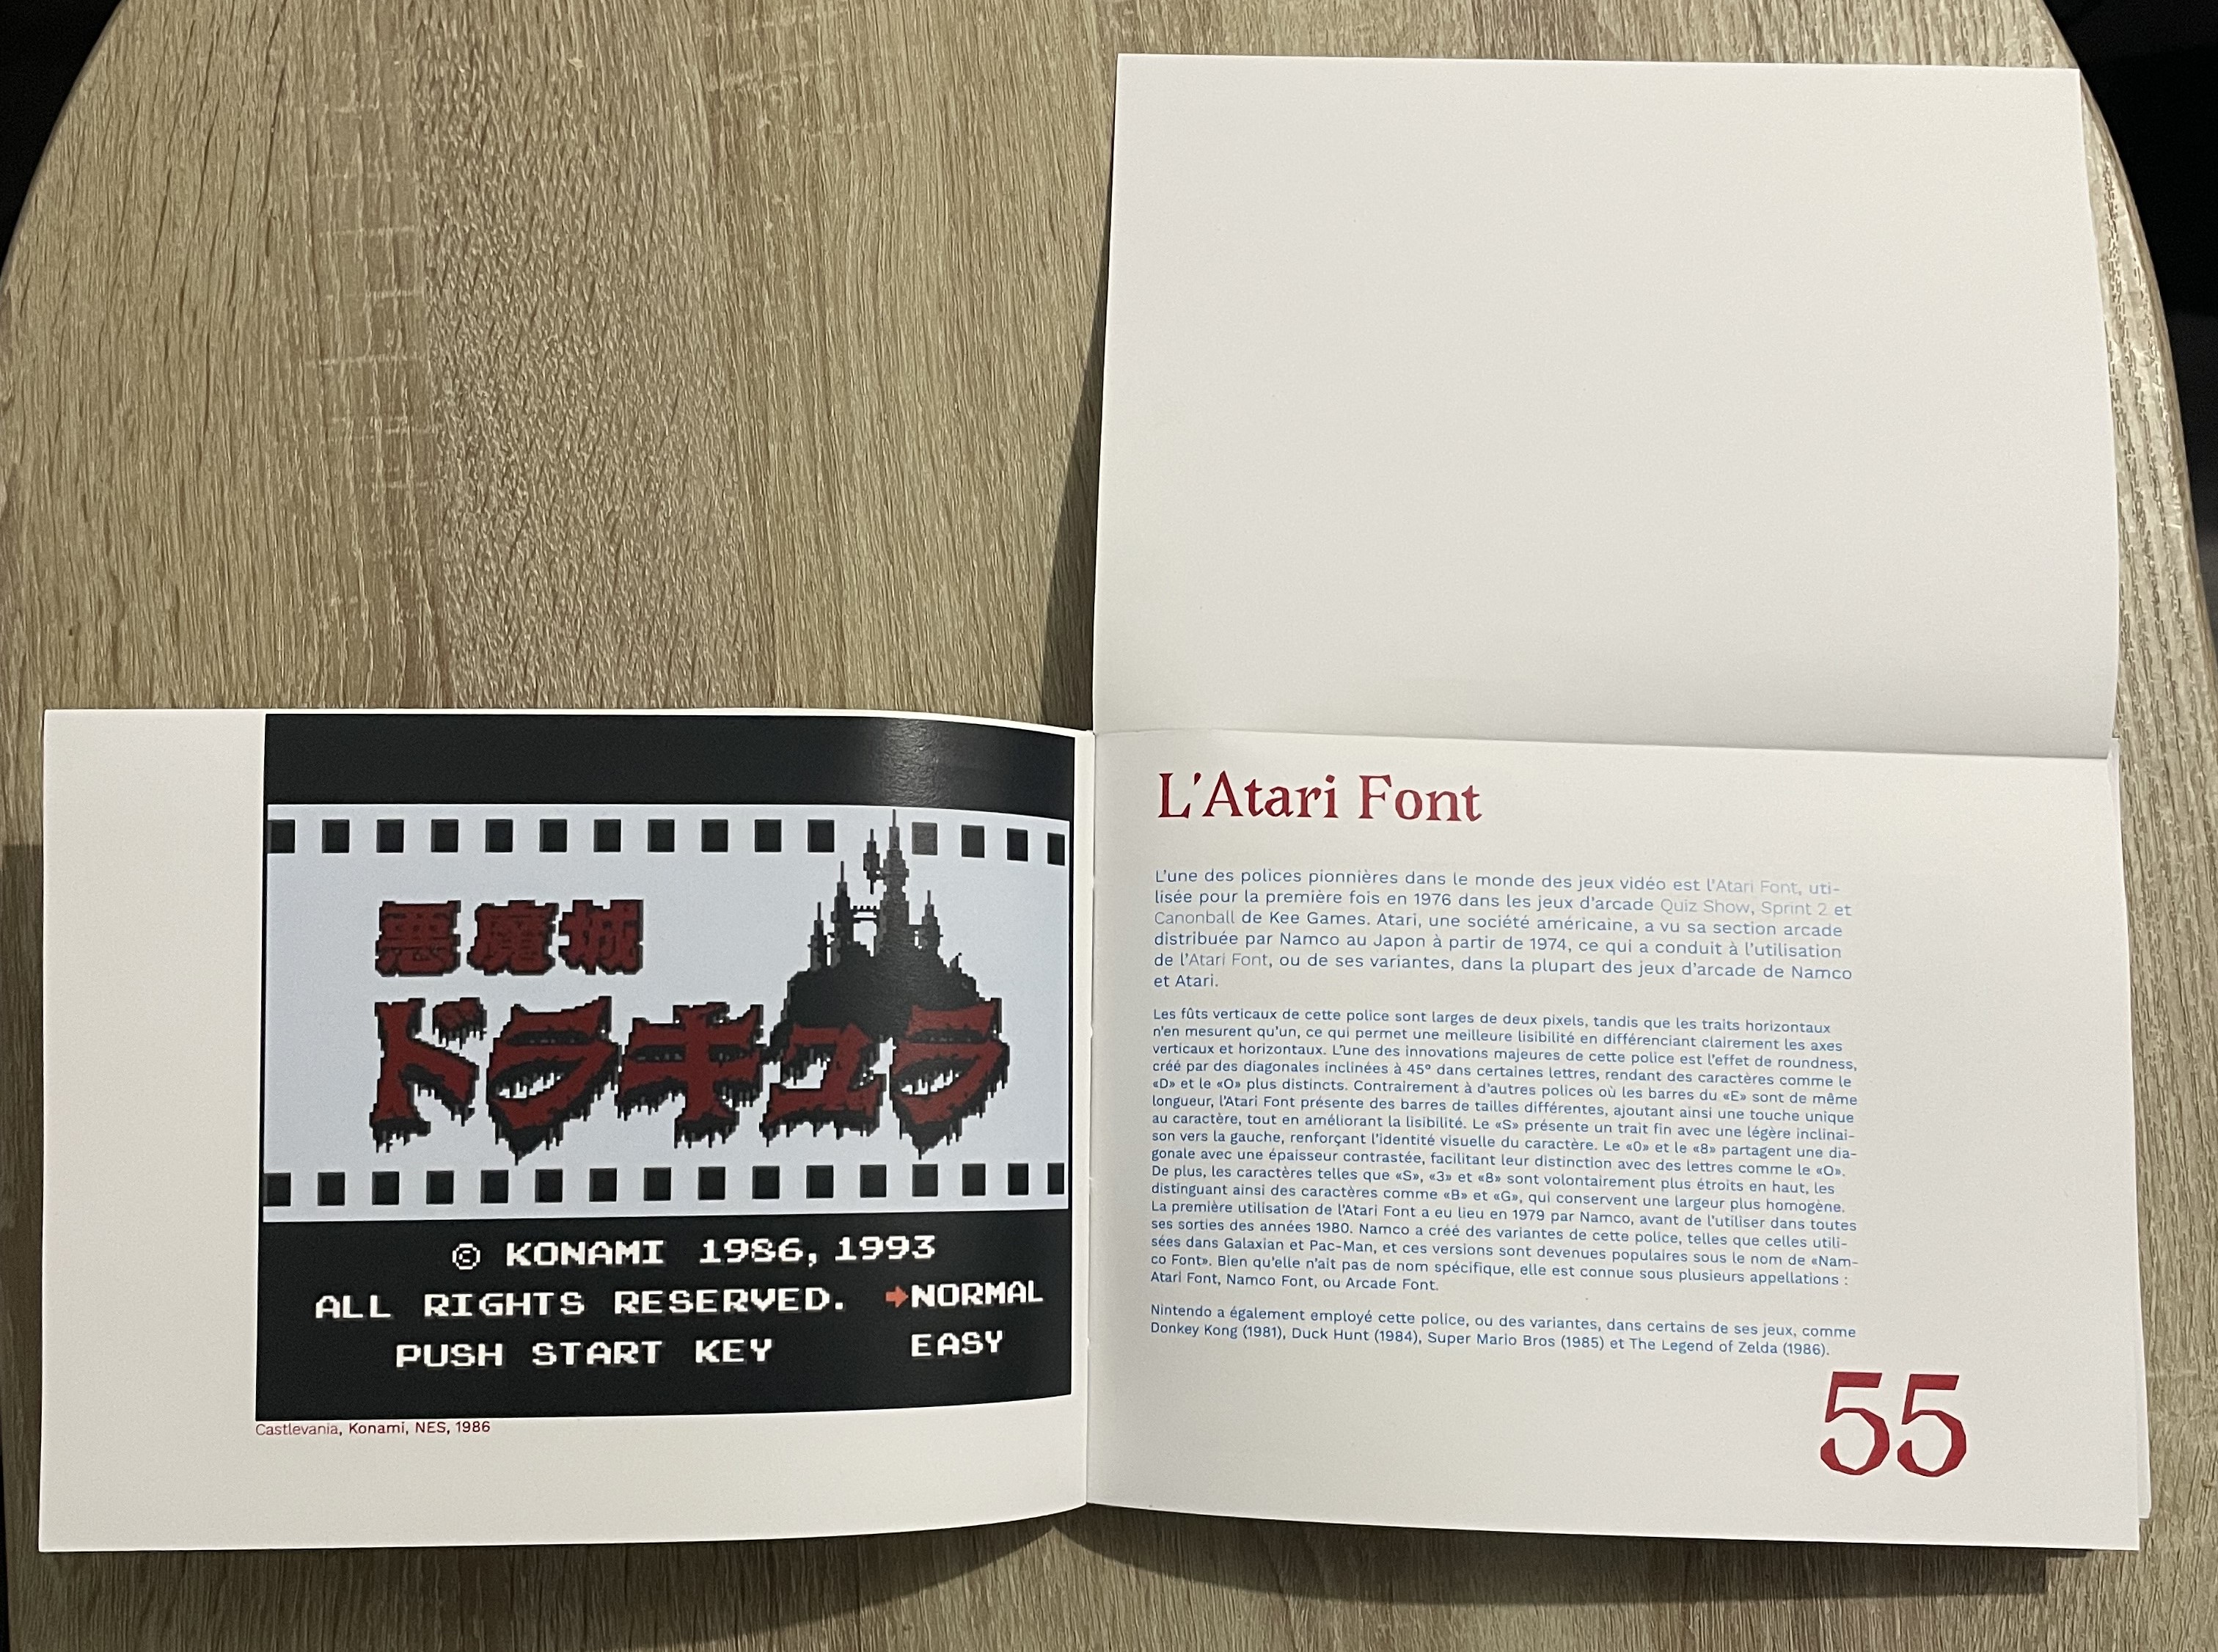 悪魔城
ドラキュラ
© KONAMI 1986, 1993
ALL RIGHTS RESERVED. NORMAL
PUSH START KEY EASY
Castlevania, Konami, NES, 1986
L'Atari Font
L'une des polices pionnières dans le monde des jeux vidéo est l'Atari Font, uti-
lisée pour la première fois en 1976 dans les jeux d'arcade Quiz Show, Sprint 2 et
Canonball de Kee Games. Atari, une société américaine, a vu sa section arcade
distribuée par Namco au Japon à partir de 1974, ce qui a conduit à l'utilisation
de l'Atari Font, ou de ses variantes, dans la plupart des jeux d'arcade de Namco
et Atari.
Les fûts verticaux de cette police sont larges de deux pixels, tandis que les traits horizontaux
n'en mesurent qu'un, ce qui permet une meilleure lisibilité en différenciant clairement les axes
verticaux et horizontaux. L'une des innovations majeures de cette police est l'effet de roundness,
créé par des diagonales inclinées à 45° dans certaines lettres, rendant des caractères comme le
«D» et le «O» plus distincts. Contrairement à d'autres polices où les barres du «E» sont de même
longueur, l'Atari Font présente des barres de tailles différentes, ajoutant ainsi une touche unique
au caractère, tout en améliorant la lisibilité. Le «S» présente un trait fin avec une légère inclinai-
son vers la gauche, renforçant l'identité visuelle du caractère. Le «0» et le «8» partagent une dia-
gonale avec une épaisseur contrastée, facilitant leur distinction avec des lettres comme le «O».
De plus, les caractères telles que «S», «3» et «8» sont volontairement plus étroits en haut, les
distinguant ainsi des caractères comme «B» et «G», qui conservent une largeur plus homogène.
La première utilisation de l'Atari Font a eu lieu en 1979 par Namco, avant de l'utiliser dans toutes
ses sorties des années 1980. Namco a créé des variantes de cette police, telles que celles utili-
sées dans Galaxian et Pac-Man, et ces versions sont devenues populaires sous le nom de «Nam-
co Font». Bien qu'elle n'ait pas de nom spécifique, elle est connue sous plusieurs appellations :
Atari Font, Namco Font, ou Arcade Font.
Nintendo a également employé cette police, ou des variantes, dans certains de ses jeux, comme
Donkey Kong (1981), Duck Hunt (1984), Super Mario Bros (1985) et The Legend of Zelda (1986).
55